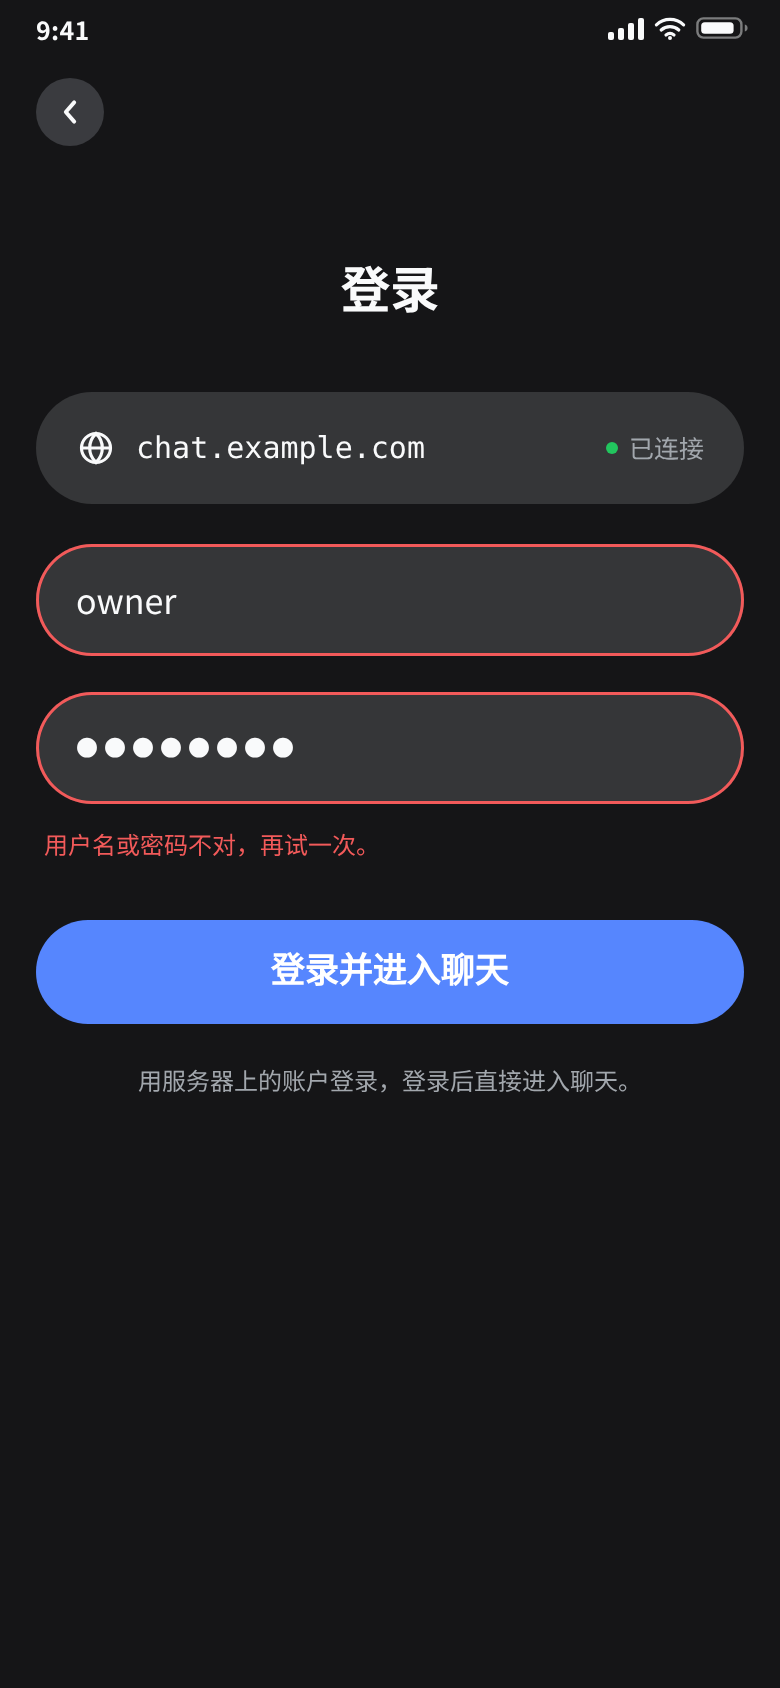 9:41
登录
chat.example.com
已连接
owner
●●●●●●●●
用户名或密码不对，再试一次。
登录并进入聊天
用服务器上的账户登录，登录后直接进入聊天。